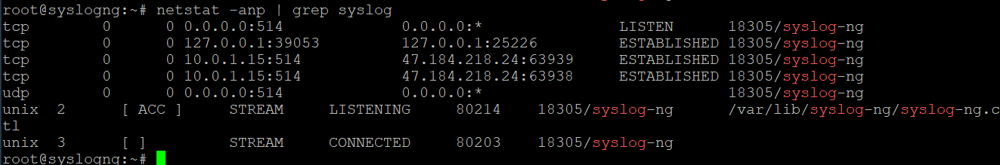 root@syslogng:~# netstat -anp | grep syslog
tcp        0      0 0.0.0.0:514             0.0.0.0:*               LISTEN      18305/syslog-ng
tcp        0      0 127.0.0.1:39053         127.0.0.1:25226         ESTABLISHED 18305/syslog-ng
tcp        0      0 10.0.1.15:514           47.184.218.24:63939     ESTABLISHED 18305/syslog-ng
tcp        0      0 10.0.1.15:514           47.184.218.24:63938     ESTABLISHED 18305/syslog-ng
udp        0      0 0.0.0.0:514             0.0.0.0:*                           18305/syslog-ng
unix  2      [ ACC ]     STREAM     LISTENING     80214    18305/syslog-ng      /var/lib/syslog-ng/syslog-ng.c
tl
unix  3      [ ]         STREAM     CONNECTED     80203    18305/syslog-ng
root@syslogng:~#